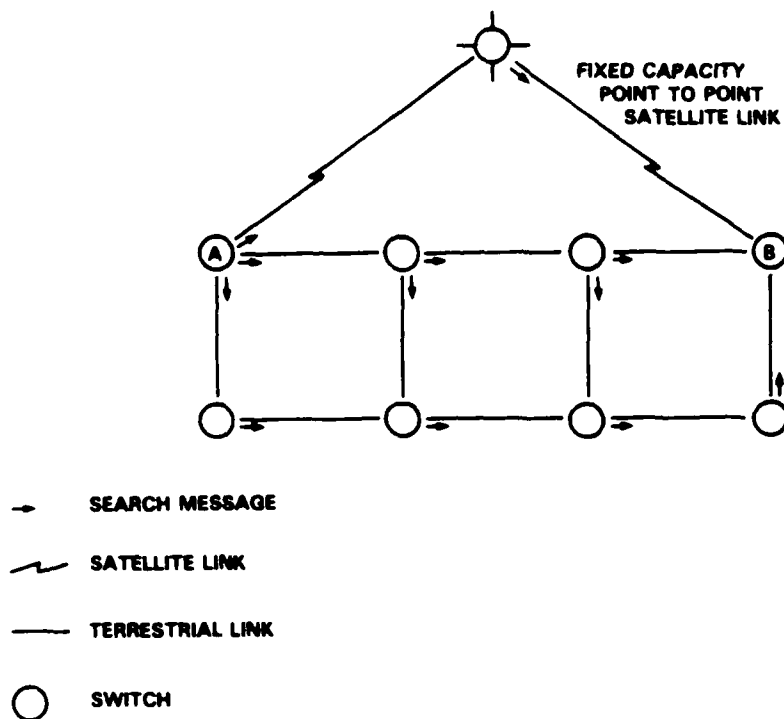 FIXED CAPACITY
POINT TO POINT
SATELLITE LINK
A
B
SEARCH MESSAGE
SATELLITE LINK
TERRESTRIAL LINK
SWITCH